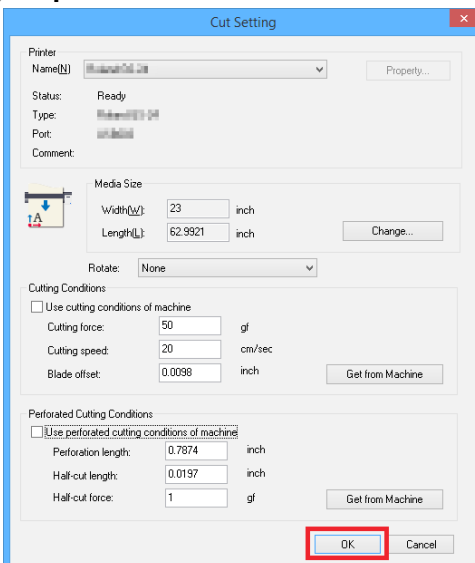 Cut Setting
Printer
Name(N) Property...
Status: Ready
Type:
Port:
Comment:
Media Size
Width(W): 23 inch
Length(L): 62.9921 inch Change...
A
Rotate: None
Cutting Conditions
Use cutting conditions of machine
Cutting force: 50 gf
Cutting speed: 20 cm/sec
Blade offset: 0.0098 inch Get from Machine
Perforated Cutting Conditions
Use perforated cutting conditions of machine
Perforation length: 0.7874 inch
Half-cut length: 0.0197 inch
Half-cut force: 1 gf Get from Machine
OK Cancel